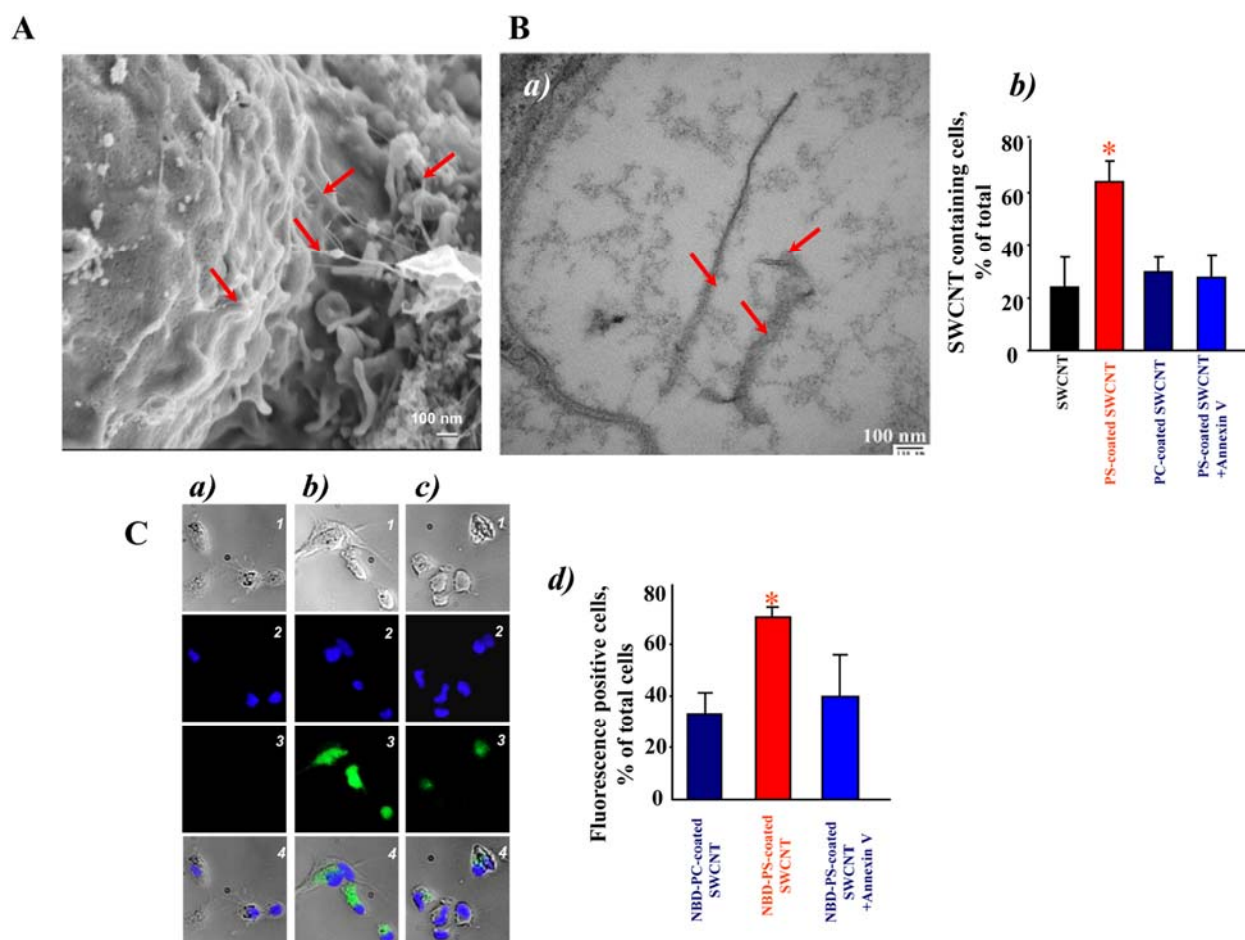 A
100 nm
B
a)
100 nm
100 nm
b)
SWCNT containing cells,
% of total
80
60
40
20
0
*
SWCNT
PS-coated SWCNT
PC-coated SWCNT
PS-coated SWCNT
+Annexin V
C
a)
b)
c)
1
1
1
2
2
2
3
3
3
4
4
4
d)
Fluorescence positive cells,
% of total cells
80
60
40
20
0
*
NBD-PC-coated
SWCNT
NBD-PS-coated
SWCNT
NBD-PS-coated
SWCNT
+Annexin V